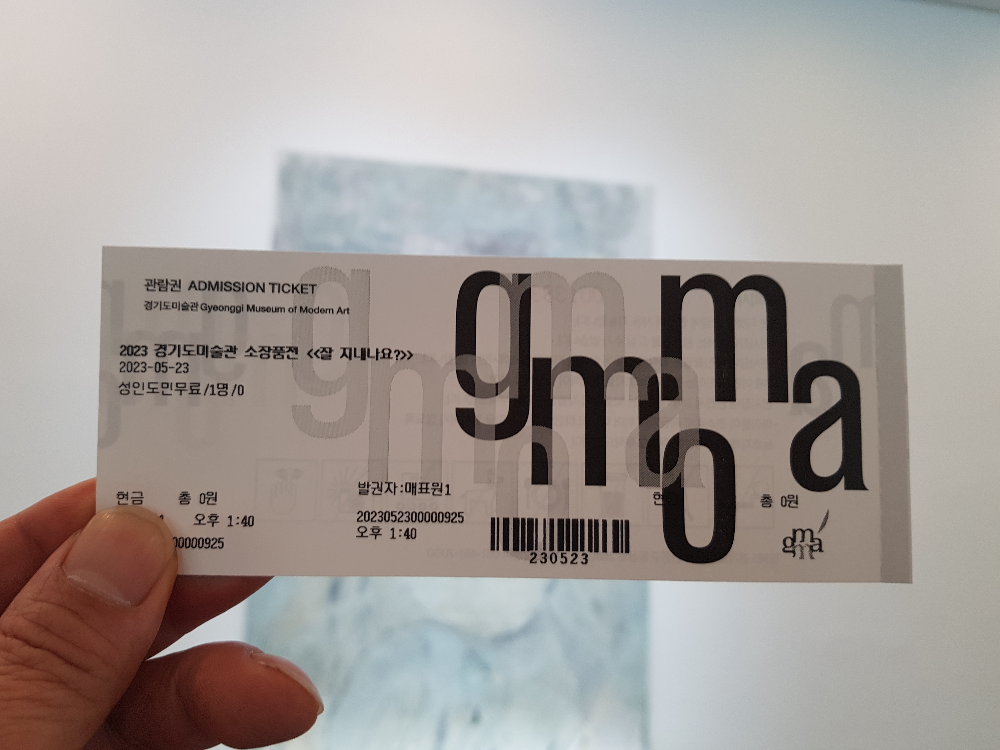 관람권 ADMISSION TICKET
경기도미술관 Gyeonggi Museum of Modern Art
2023 경기도미술관 소장품전 <<잘 지내나요?>>
2023-05-23
성인도민무료/1명/0
gmoma
gmma
현금 총 0원
1 오후 1:40
00000925
발권자:매표원1
2023052300000925
오후 1:40
230523
총 0원
gmma